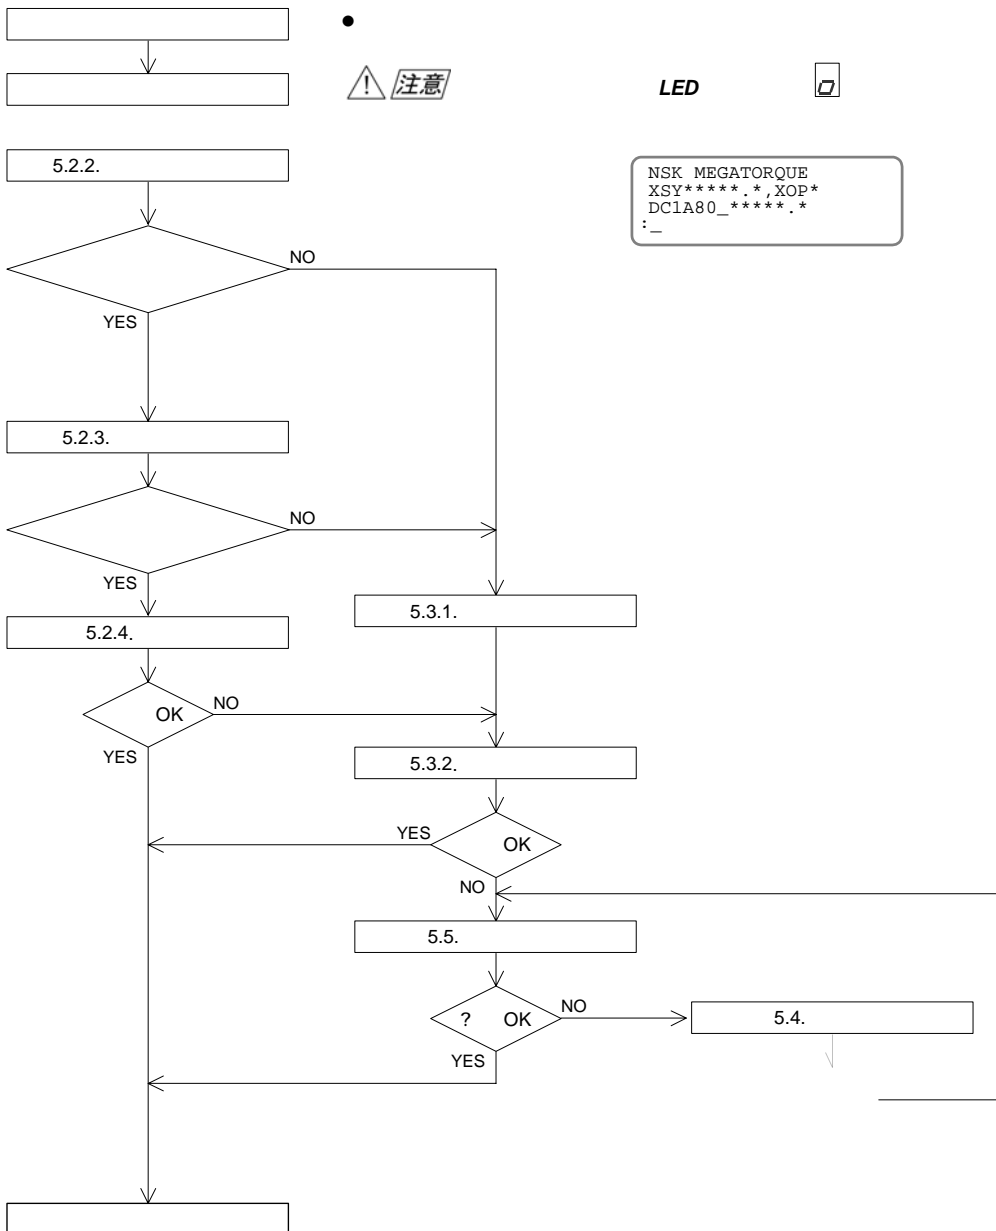 ●
注意
LED
5.2.2.
NSK MEGATORQUE
XSY*****.*,XOP*
DC1A80_*****.*
:_
NO
YES
5.2.3.
NO
YES
5.3.1.
5.2.4.
NO
OK
YES
5.3.2.
YES
OK
NO
5.5.
? OK
NO
5.4.
YES